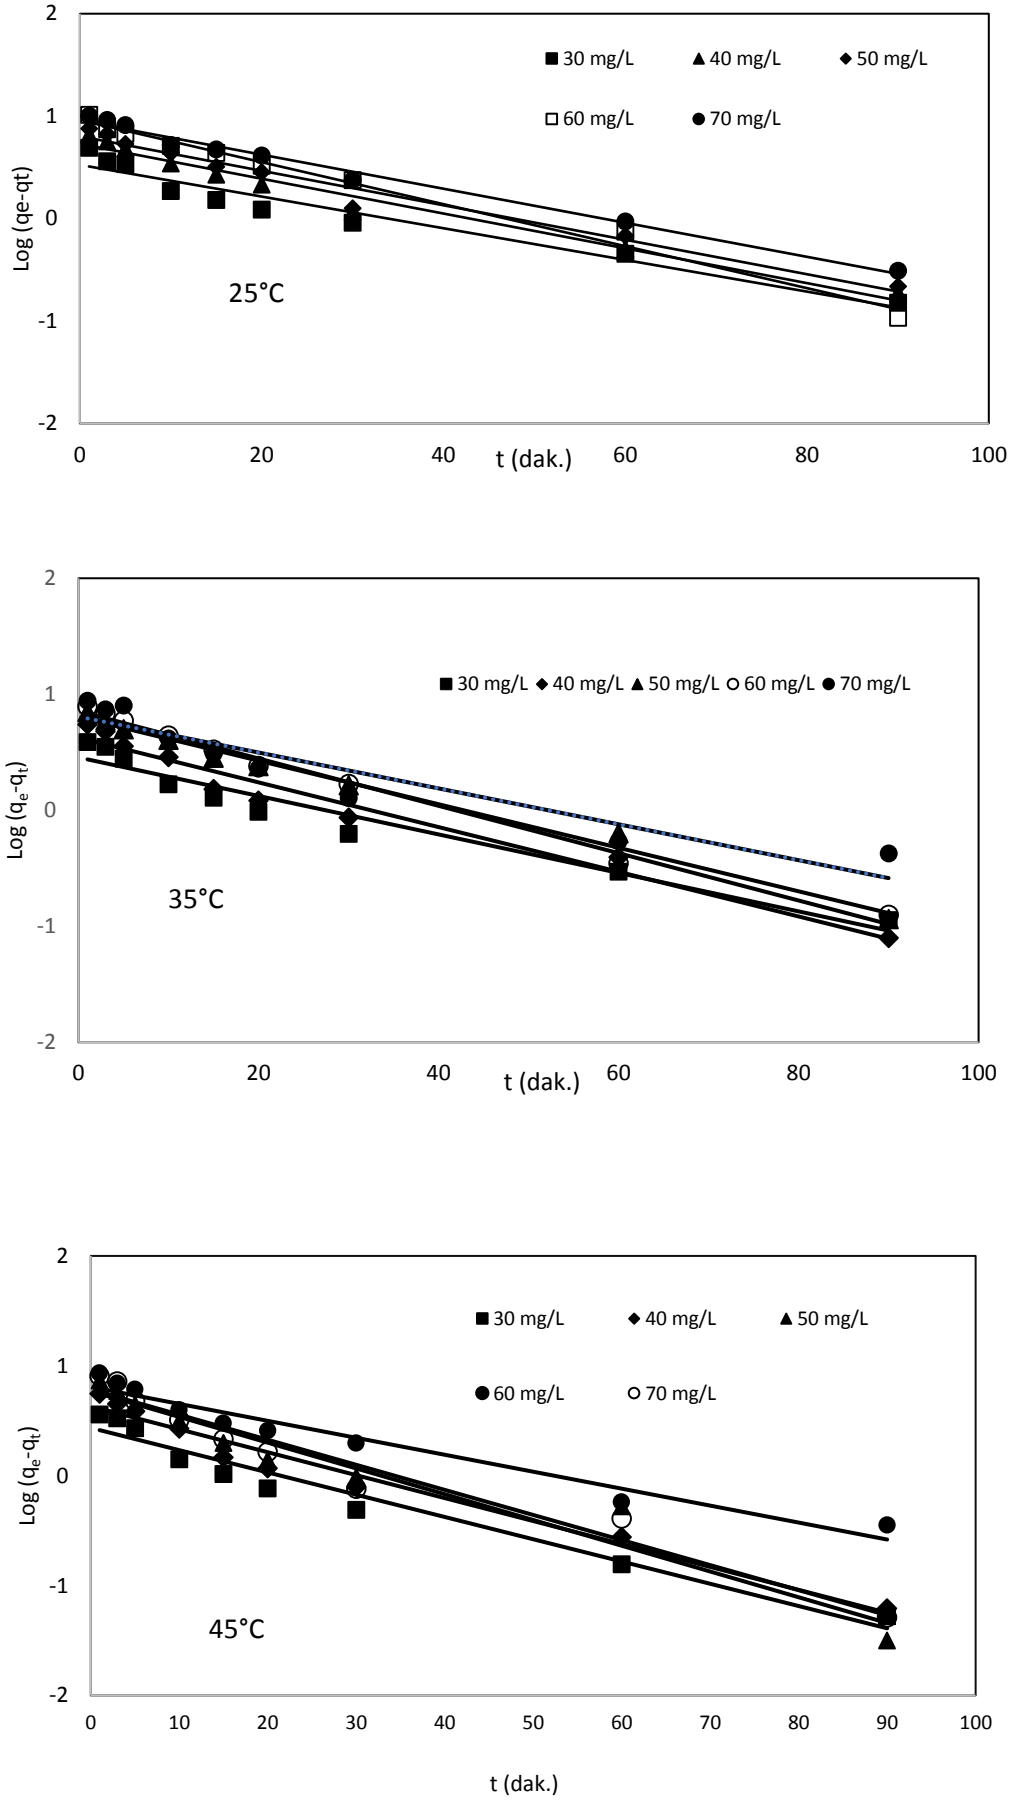 2
1
0
-1
-2
Log (qe-qt)
30 mg/L 40 mg/L 50 mg/L
60 mg/L 70 mg/L
25°C
0 20 40 60 80 100
t (dak.)
2
1
0
-1
-2
Log (qe-qt)
30 mg/L 40 mg/L 50 mg/L 60 mg/L 70 mg/L
35°C
0 20 40 60 80 100
t (dak.)
2
1
0
-1
-2
Log (qe-qt)
30 mg/L 40 mg/L 50 mg/L
60 mg/L 70 mg/L
45°C
0 10 20 30 40 50 60 70 80 90 100
t (dak.)